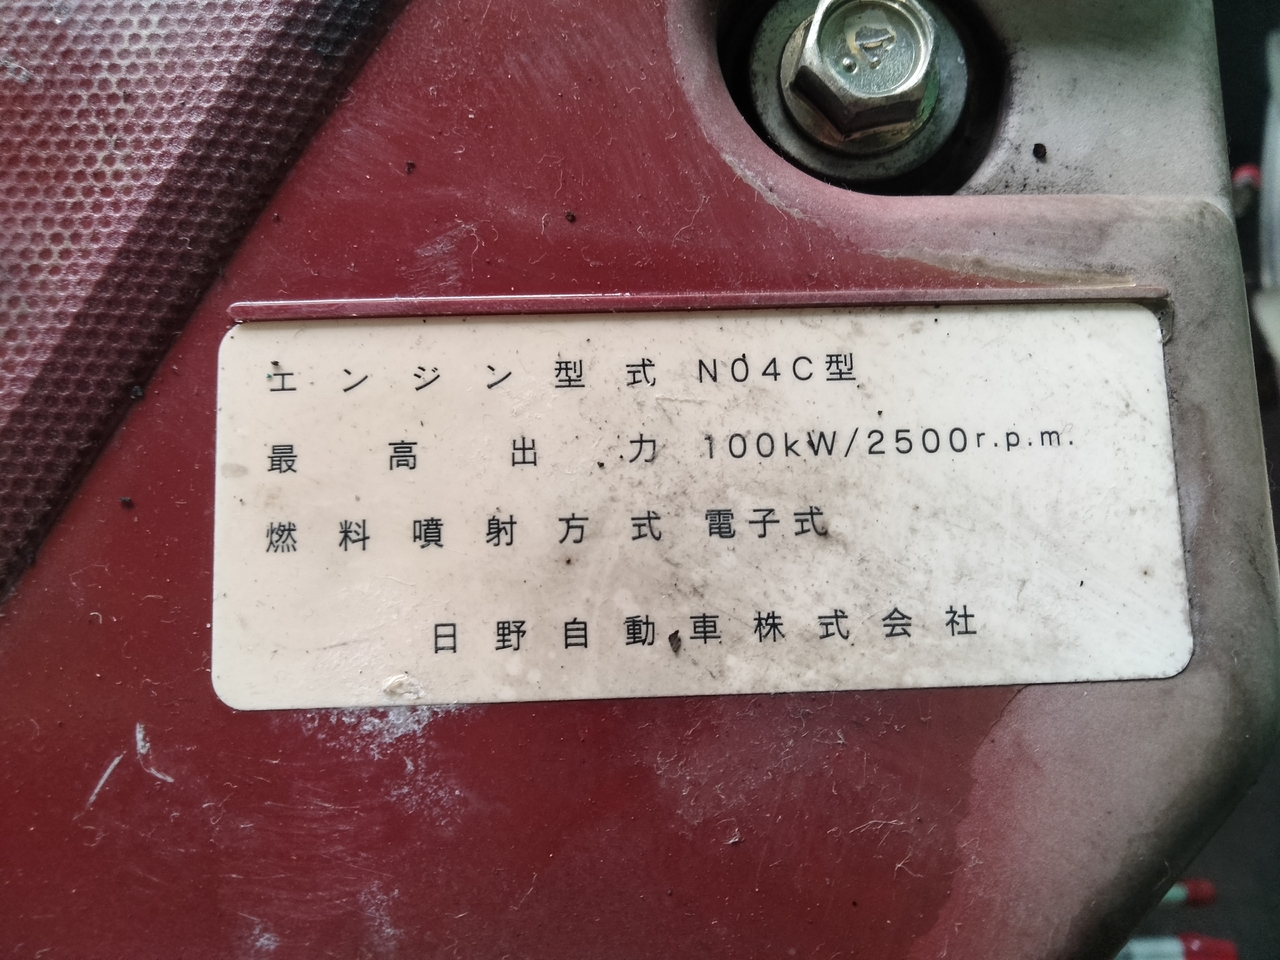 エンジン型式 N04C型
最高出力 100kW/2500r.p.m.
燃料噴射方式 電子式
日野自動車株式会社